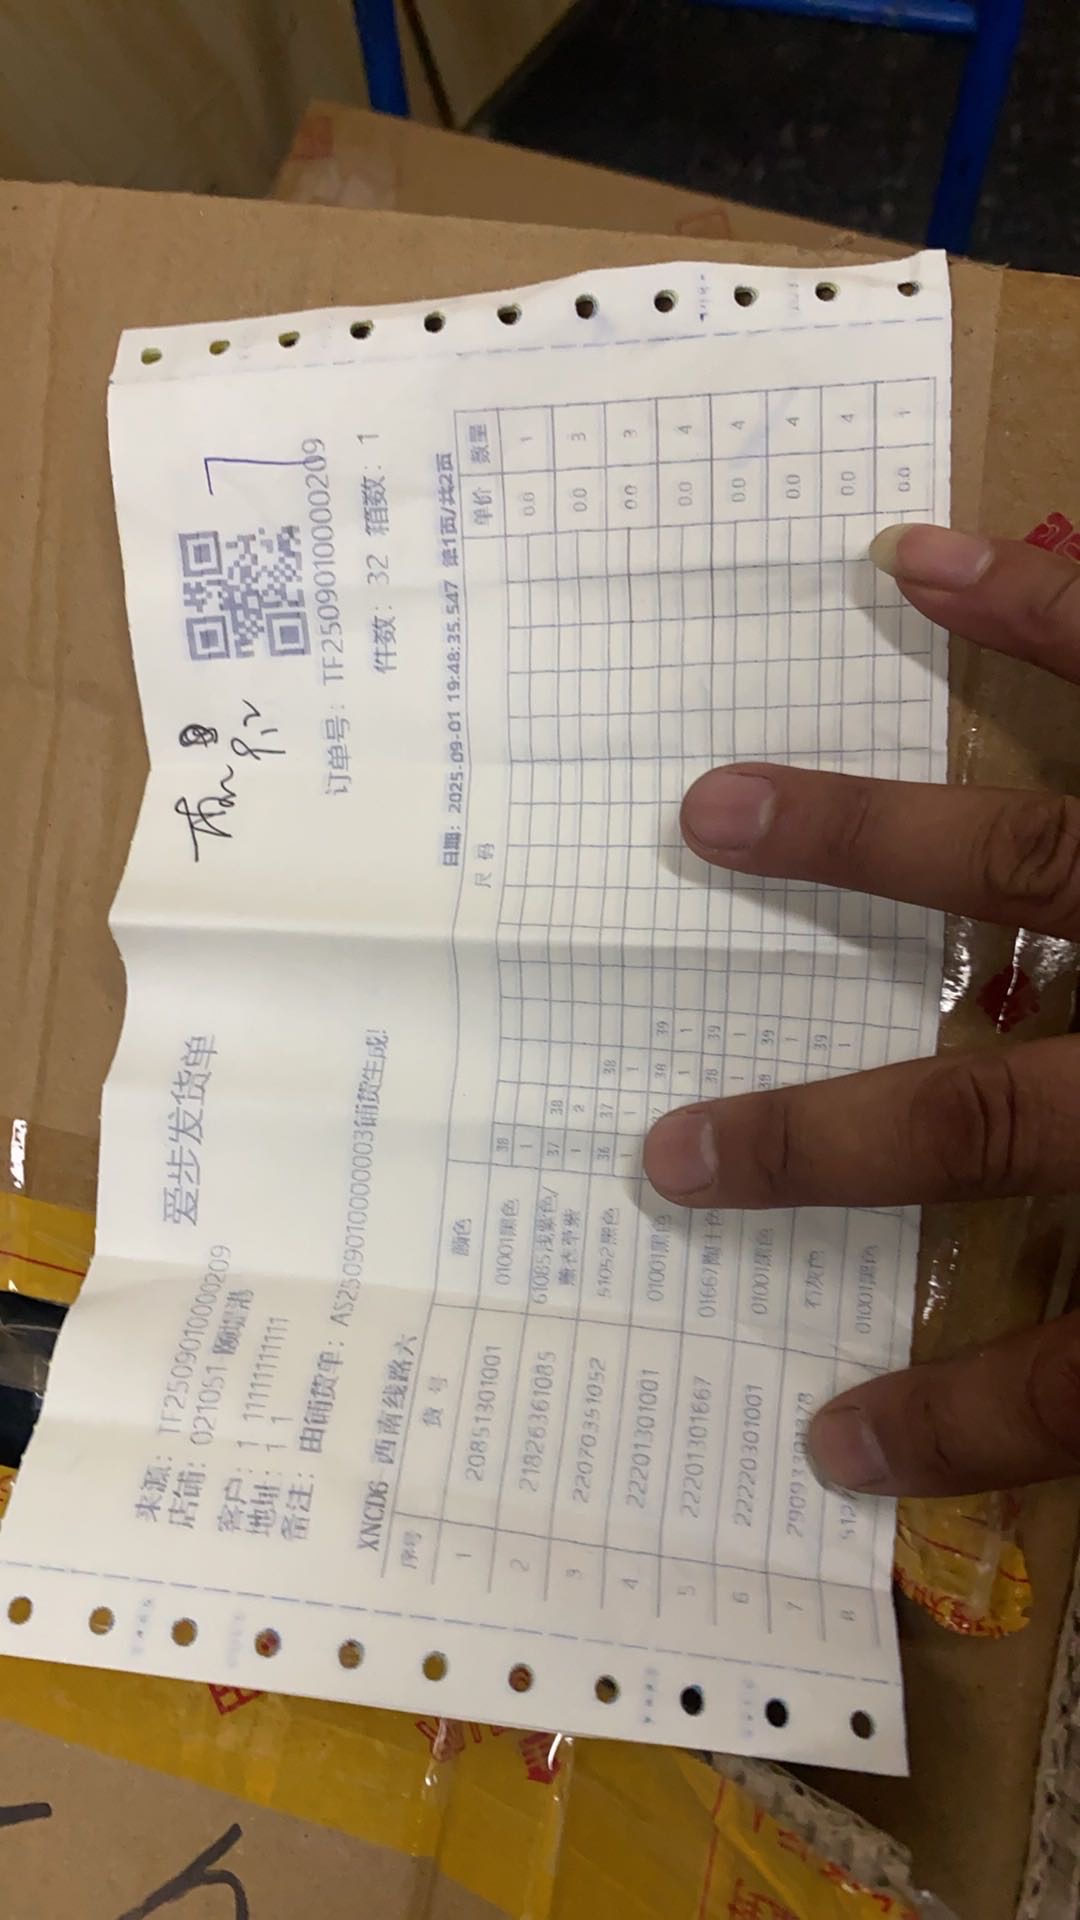 爱步发货单
来源: TF2509010000209
店铺: 021051
订单号: TF2509010000209
客户: 1 11111111111
地址: 1 1
件数: 32 箱数: 1
备注: 由铺货单: AS2509010000003铺货生成!
9.2
XNCD6 西南线路六
日期: 2025-09-01 19:48:35.547 第1页/共2页
序号 货号 颜色 尺码 单价 数量
1 20851301001 01001黑色 38 0.0 1
1
2 21826361085 61085浅紫色/薰衣草紫 37 38 0.0 3
1 2
3 22070351052 51052黑色 36 37 38 0.0 3
1 1 1
4 22201301001 01001黑色 38 39 0.0 4
1 1
5 22201301667 01667陶土色 38 39 0.0 4
1 1
6 22220301001 01001黑色 38 39 0.0 4
1
7 石灰色 39 0.0 4
1
8 01001黑色 0.0 1